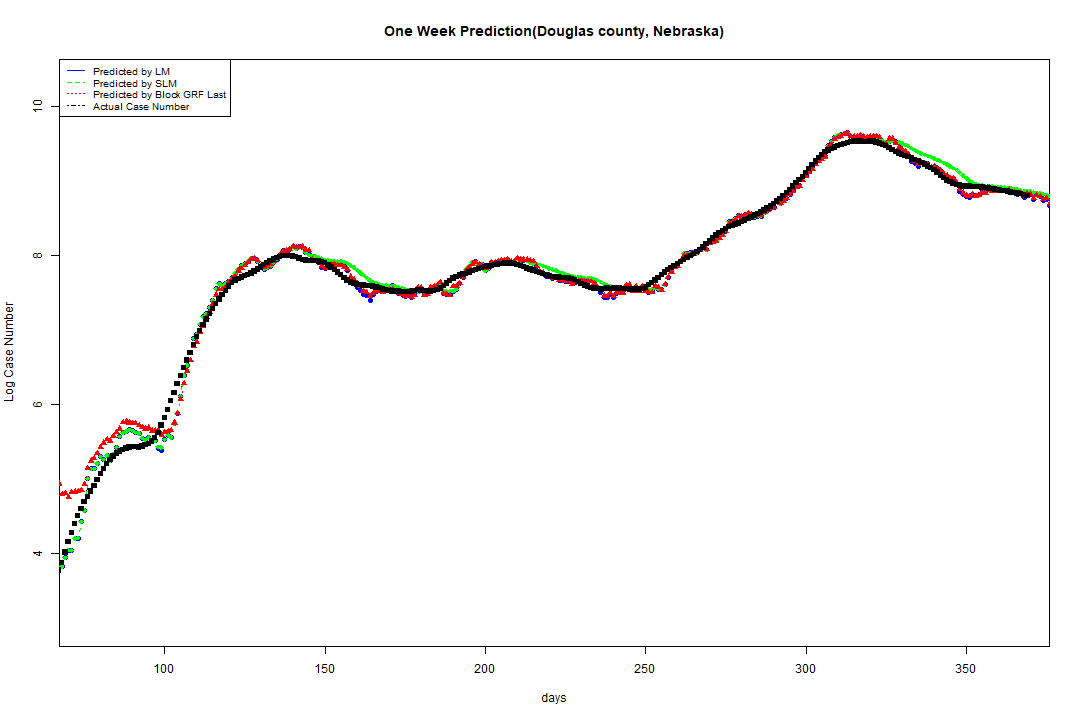 One Week Prediction(Douglas county, Nebraska)
Predicted by LM
Predicted by SLM
Predicted by Block GRF Last
Actual Case Number
10
8
6
4
Log Case Number
100 150 200 250 300 350
days